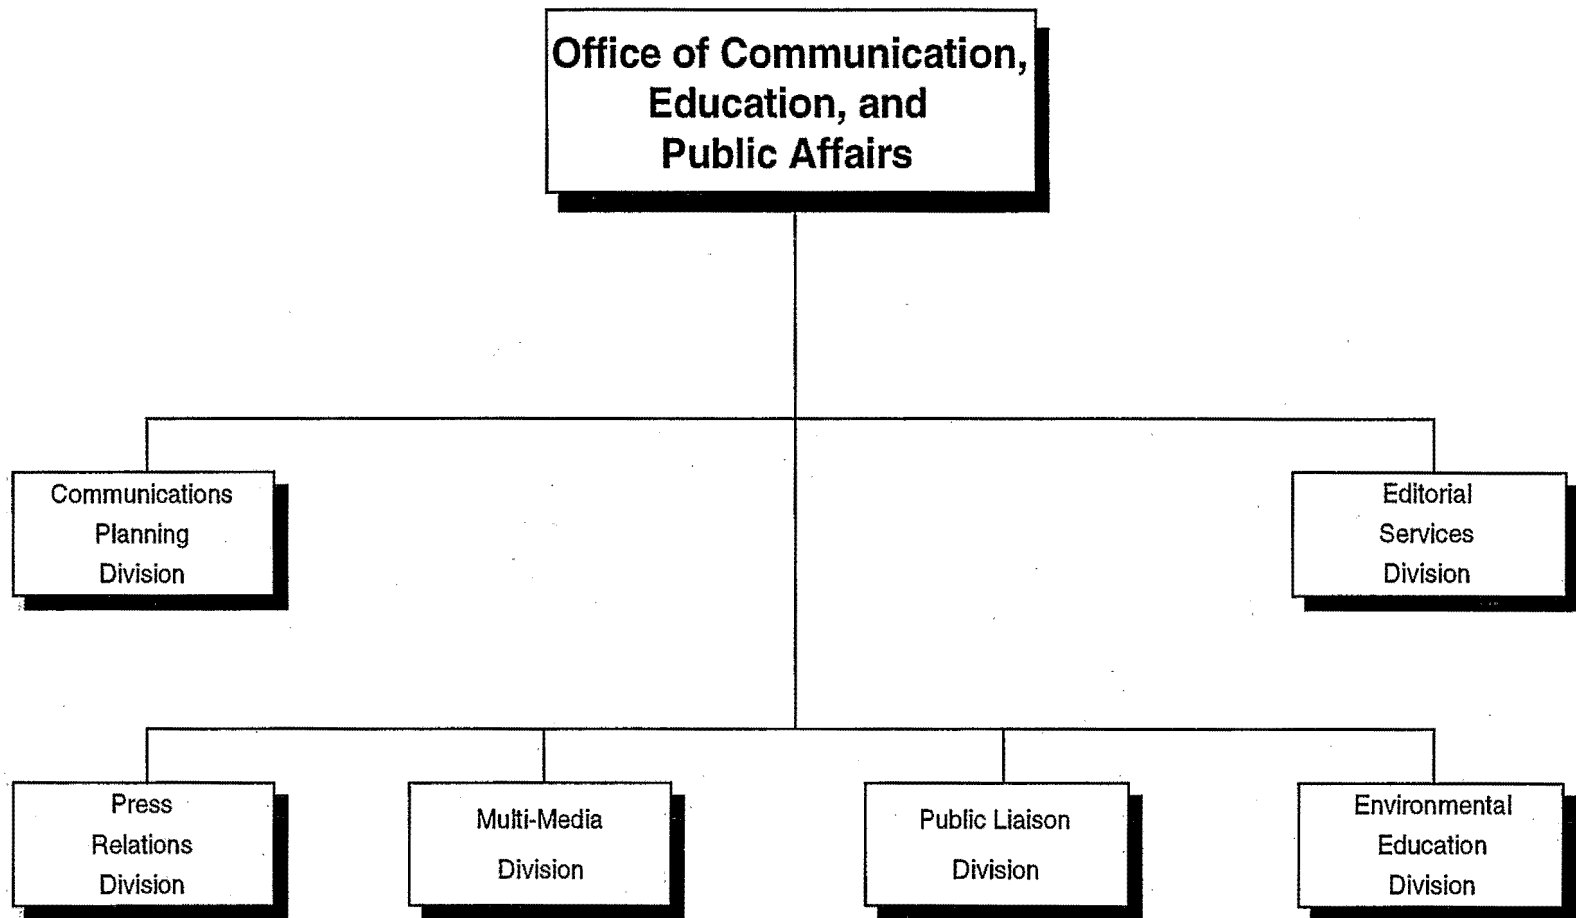 Office of Communication,
Education, and
Public Affairs
Communications
Planning
Division
Editorial
Services
Division
Press
Relations
Division
Multi-Media
Division
Public Liaison
Division
Environmental
Education
Division